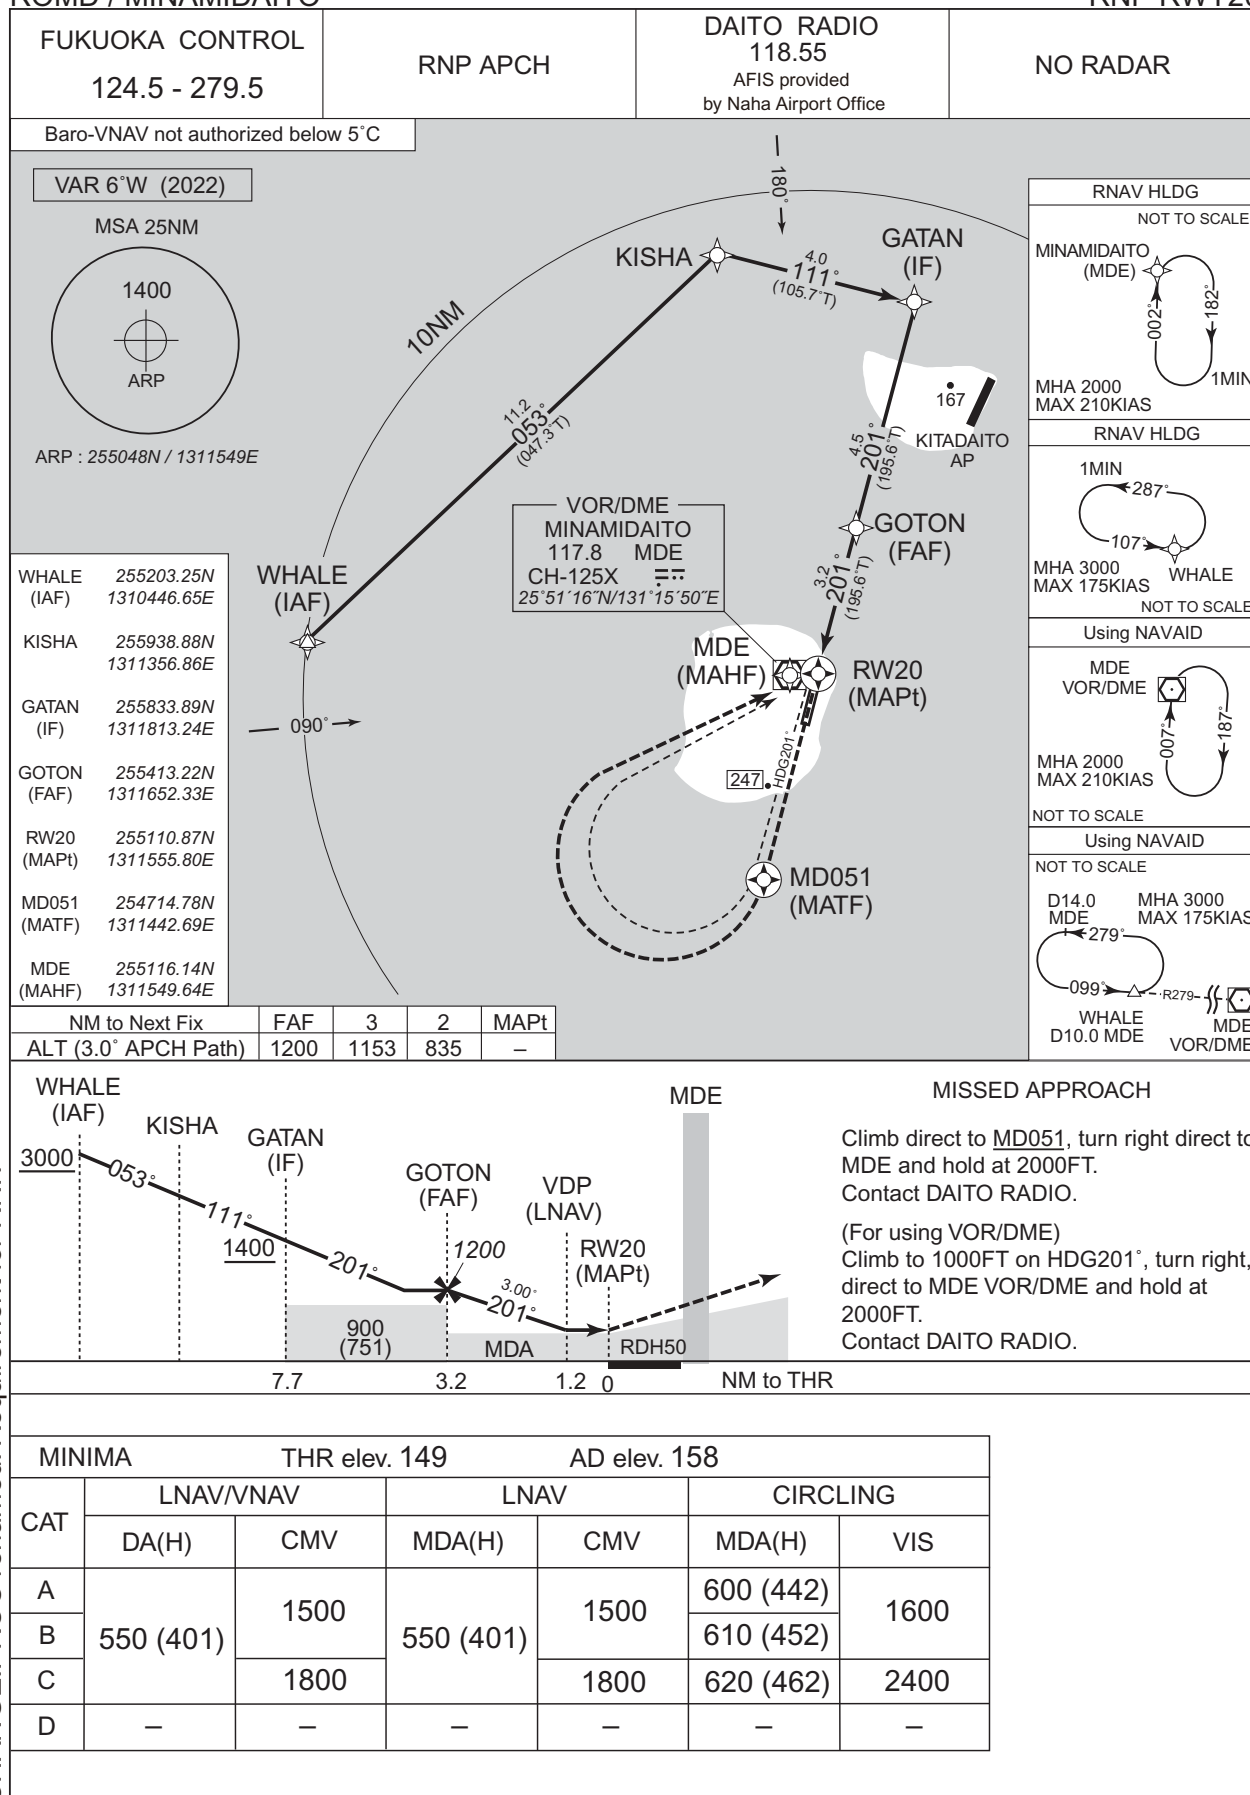 FUKUOKA CONTROL
124.5 - 279.5
RNP APCH
DAITO RADIO
118.55
AFIS provided
by Naha Airport Office
NO RADAR
Baro-VNAV not authorized below 5˚C
VAR 6˚W (2022)
MSA 25NM
1400
ARP
ARP : 255048N / 1311549E
180˚
10NM
KISHA
4.0
111˚
(105.7˚T)
GATAN
(IF)
11.2
053˚
(047.3˚T)
167
KITADAITO
AP
4.5
201˚
(195.6˚T)
GOTON
(FAF)
3.2
201˚
(195.6˚T)
VOR/DME
MINAMIDAITO
117.8 MDE
CH-125X
25˚51´16˝N/131˚15´50˝E
WHALE
(IAF)
090˚
MDE
(MAHF)
RW20
(MAPt)
247
HDG201˚
MD051
(MATF)
WHALE 255203.25N
(IAF) 1310446.65E
KISHA 255938.88N
1311356.86E
GATAN 255833.89N
(IF) 1311813.24E
GOTON 255413.22N
(FAF) 1311652.33E
RW20 255110.87N
(MAPt) 1311555.80E
MD051 254714.78N
(MATF) 1311442.69E
MDE 255116.14N
(MAHF) 1311549.64E
RNAV HLDG
NOT TO SCALE
MINAMIDAITO
(MDE)
002˚
182˚
1MIN
MHA 2000
MAX 210KIAS
RNAV HLDG
1MIN
287˚
107˚
MHA 3000
MAX 175KIAS
WHALE
NOT TO SCALE
Using NAVAID
MDE
VOR/DME
007˚
187˚
MHA 2000
MAX 210KIAS
NOT TO SCALE
Using NAVAID
NOT TO SCALE
D14.0
MDE
MHA 3000
MAX 175KIAS
279˚
099˚
R279
WHALE
D10.0 MDE
MDE
VOR/DME
NM to Next Fix FAF 3 2 MAPt
ALT (3.0˚ APCH Path) 1200 1153 835 –
WHALE
(IAF)
KISHA
GATAN
(IF)
GOTON
(FAF)
VDP
(LNAV)
RW20
(MAPt)
MDE
3000
053˚
111˚
1400
201˚
1200
3.00˚
201˚
900
(751)
MDA
RDH50
7.7 3.2 1.2 0 NM to THR
MISSED APPROACH
Climb direct to MD051, turn right direct to
MDE and hold at 2000FT.
Contact DAITO RADIO.
(For using VOR/DME)
Climb to 1000FT on HDG201˚, turn right,
direct to MDE VOR/DME and hold at
2000FT.
Contact DAITO RADIO.
MINIMA THR elev. 149 AD elev. 158
CAT LNAV/VNAV LNAV CIRCLING
DA(H) CMV MDA(H) CMV MDA(H) VIS
A 550 (401) 1500 550 (401) 1500 600 (442) 1600
B 610 (452)
C 1800 1800 620 (462) 2400
D – – – – – –